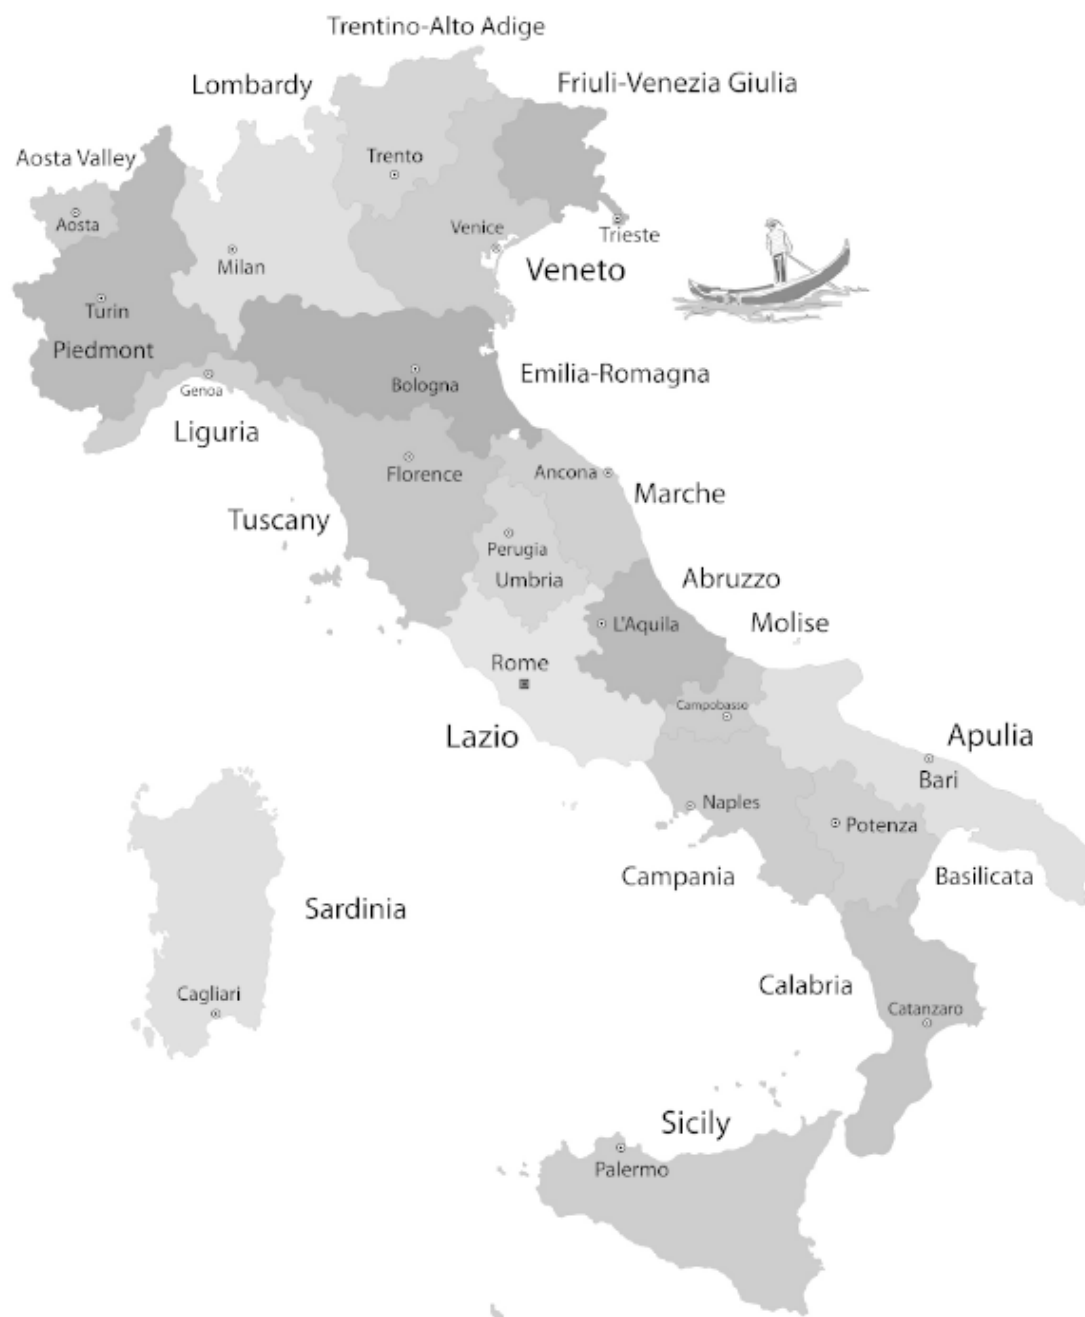 Trentino-Alto Adige
Lombardy
Friuli-Venezia Giulia
Aosta Valley
Trento
Aosta
Venice
Trieste
Milan
Veneto
Turin
Piedmont
Genoa
Bologna
Emilia-Romagna
Liguria
Florence
Ancona
Marche
Tuscany
Perugia
Umbria
Abruzzo
L'Aquila
Molise
Rome
Campobasso
Lazio
Apulia
Bari
Naples
Potenza
Campania
Basilicata
Sardinia
Calabria
Cagliari
Catanzaro
Sicily
Palermo